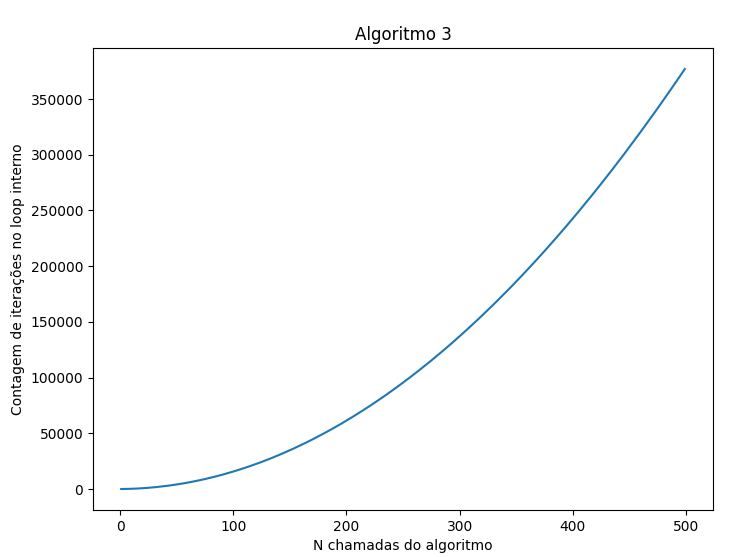 Algoritmo 3
Contagem de iterações no loop interno
350000
300000
250000
200000
150000
100000
50000
0
0 100 200 300 400 500
N chamadas do algoritmo